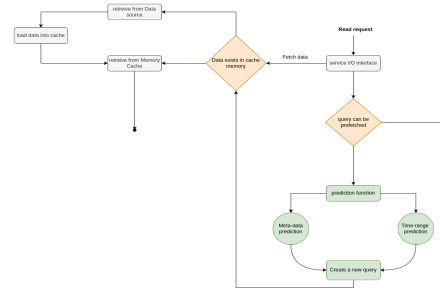 retreive from Data
source
Read request
load data into cache
retreive from Memory
Cache
Data exists in cache
memory
Fetch data
service I/O interface
query can be
prefetched
prediction function
Meta-data
prediction
Time-range
prediction
Create a new query